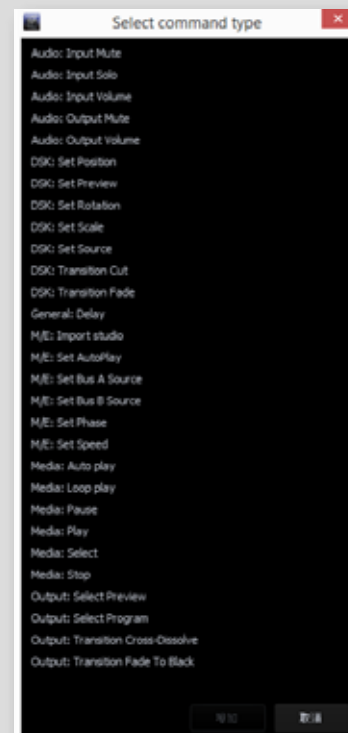 Select command type
Audio: Input Mute
Audio: Input Solo
Audio: Input Volume
Audio: Output Mute
Audio: Output Volume
DSK: Set Position
DSK: Set Preview
DSK: Set Rotation
DSK: Set Scale
DSK: Set Source
DSK: Transition Cut
DSK: Transition Fade
General: Delay
M/E: Import studio
M/E: Set AutoPlay
M/E: Set Bus A Source
M/E: Set Bus B Source
M/E: Set Phase
M/E: Set Speed
Media: Auto play
Media: Loop play
Media: Pause
Media: Play
Media: Select
Media: Stop
Output: Select Preview
Output: Select Program
Output: Transition Cross-Dissolve
Output: Transition Fade To Black